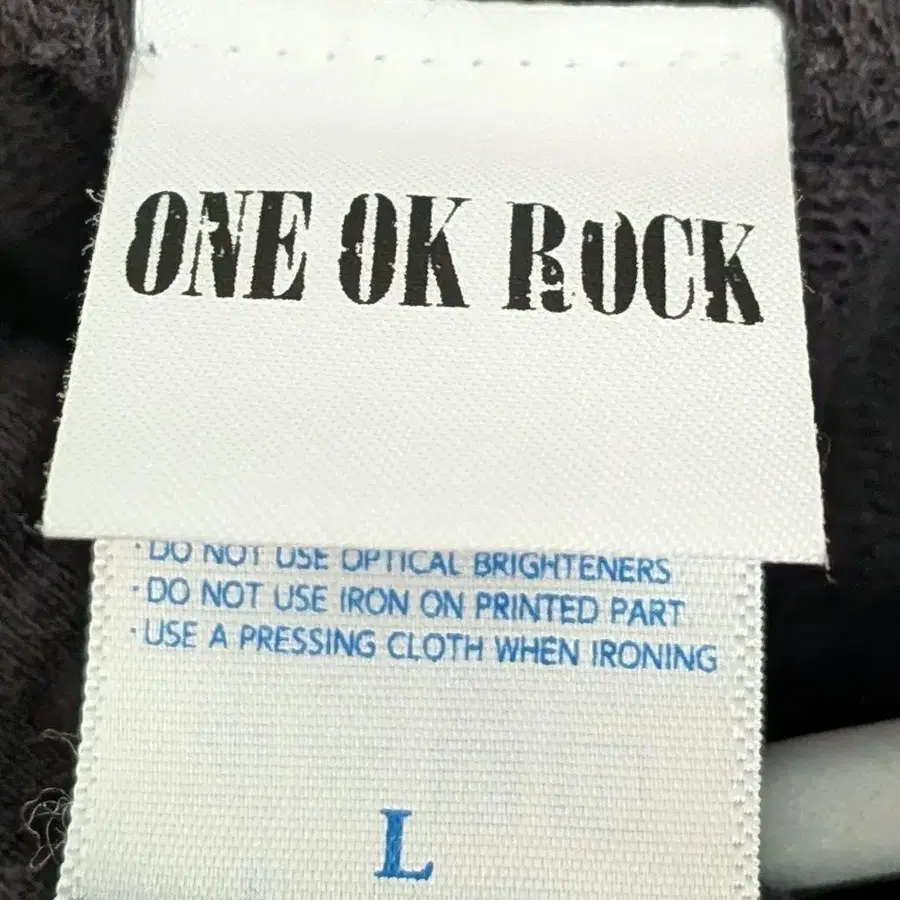 ONE OK ROCK
·DO NOT USE OPTICAL BRIGHTENERS
·DO NOT USE IRON ON PRINTED PART
·USE A PRESSING CLOTH WHEN IRONING
L